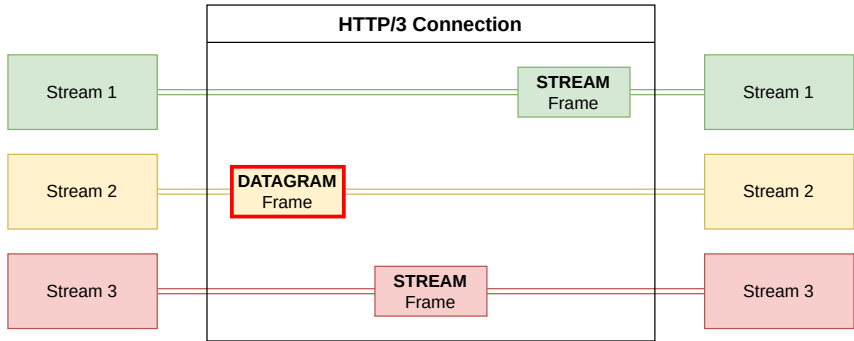 HTTP/3 Connection
Stream 1
STREAM
Frame
Stream 1
Stream 2
DATAGRAM
Frame
Stream 2
Stream 3
STREAM
Frame
Stream 3